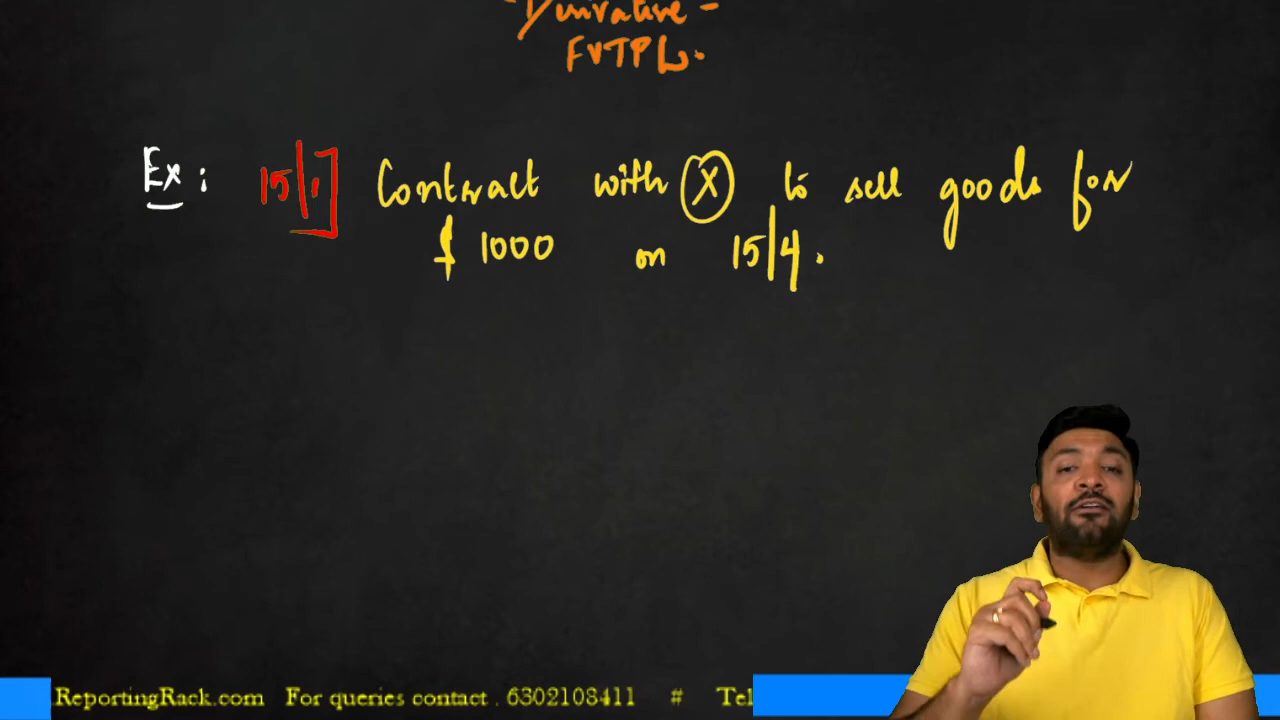 Derivative -
FVTPL.
Ex: 15/1] Contract with X to sell goods for
$ 1000 on 15/4.
ReportingRack.com For queries contact . 6302108411 # Tel